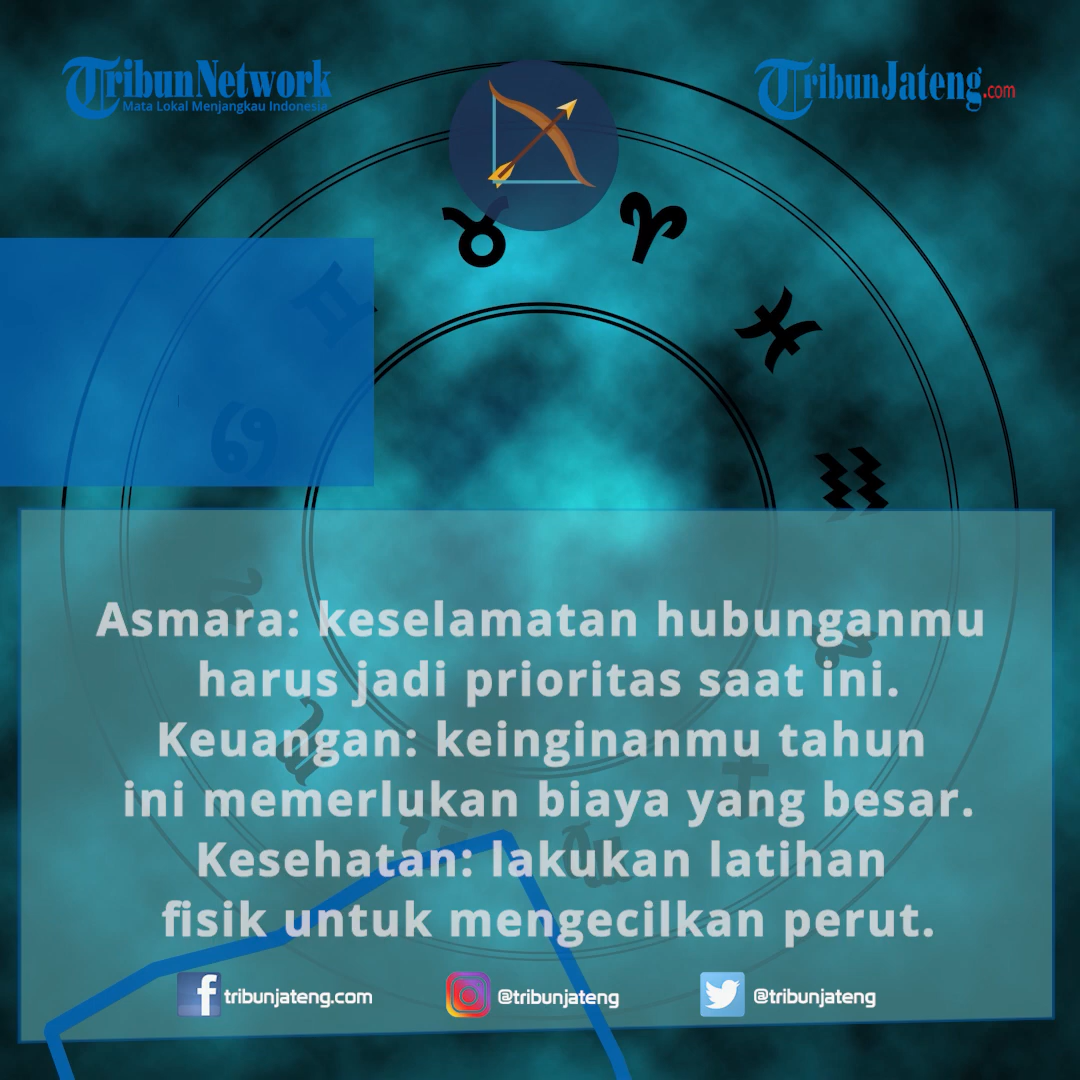 TribunNetwork
Mata Lokal Menjangkau Indonesia
TribunJateng.com
Asmara: keselamatan hubunganmu
harus jadi prioritas saat ini.
Keuangan: keinginanmu tahun
ini memerlukan biaya yang besar.
Kesehatan: lakukan latihan
fisik untuk mengecilkan perut.
tribunjateng.com
@tribunjateng
@tribunjateng